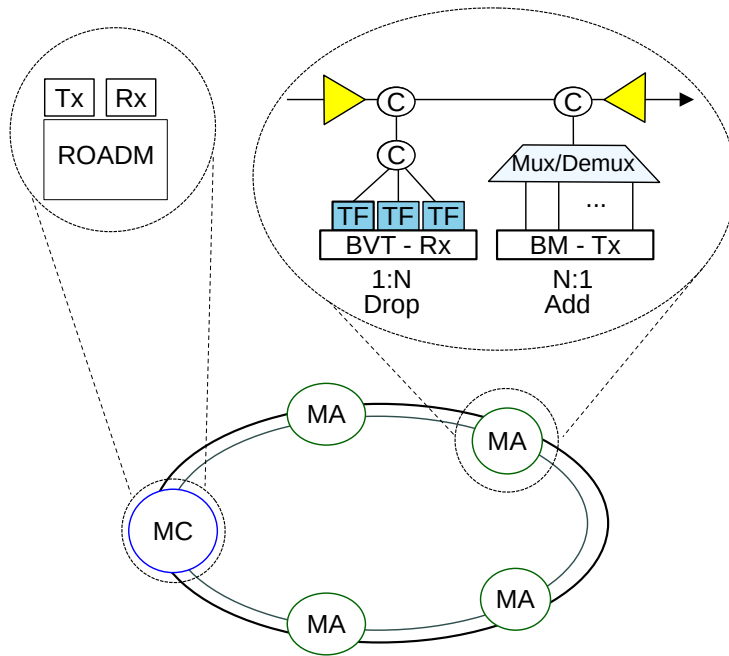 Tx Rx
ROADM
C C
C
Mux/Demux
TF TF TF
...
BVT - Rx
BM - Tx
1:N
Drop
N:1
Add
MA
MA
MC
MA
MA